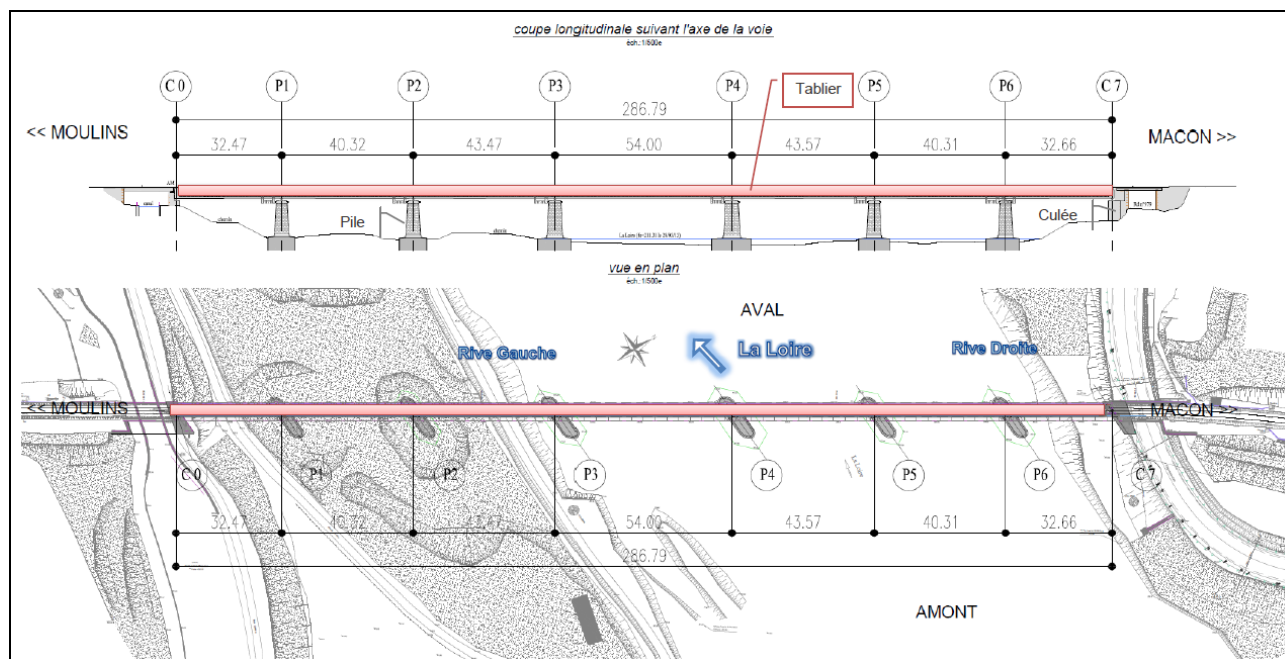 coupe longitudinale suivant l'axe de la voie
éch.:1/500e
C 0 P1 P2 P3 P4 P5 P6 C 7
Tablier
286.79
<< MOULINS MACON >>
32.47 40.32 43.47 54.00 43.57 40.31 32.66
Pile
Culée
vue en plan
éch.:1/500e
AVAL
Rive Gauche La Loire Rive Droite
<< MOULINS MACON >>
C 0 P1 P2 P3 P4 P5 P6 C 7
La Loire
32.47 40.32 43.47 54.00 43.57 40.31 32.66
286.79
AMONT